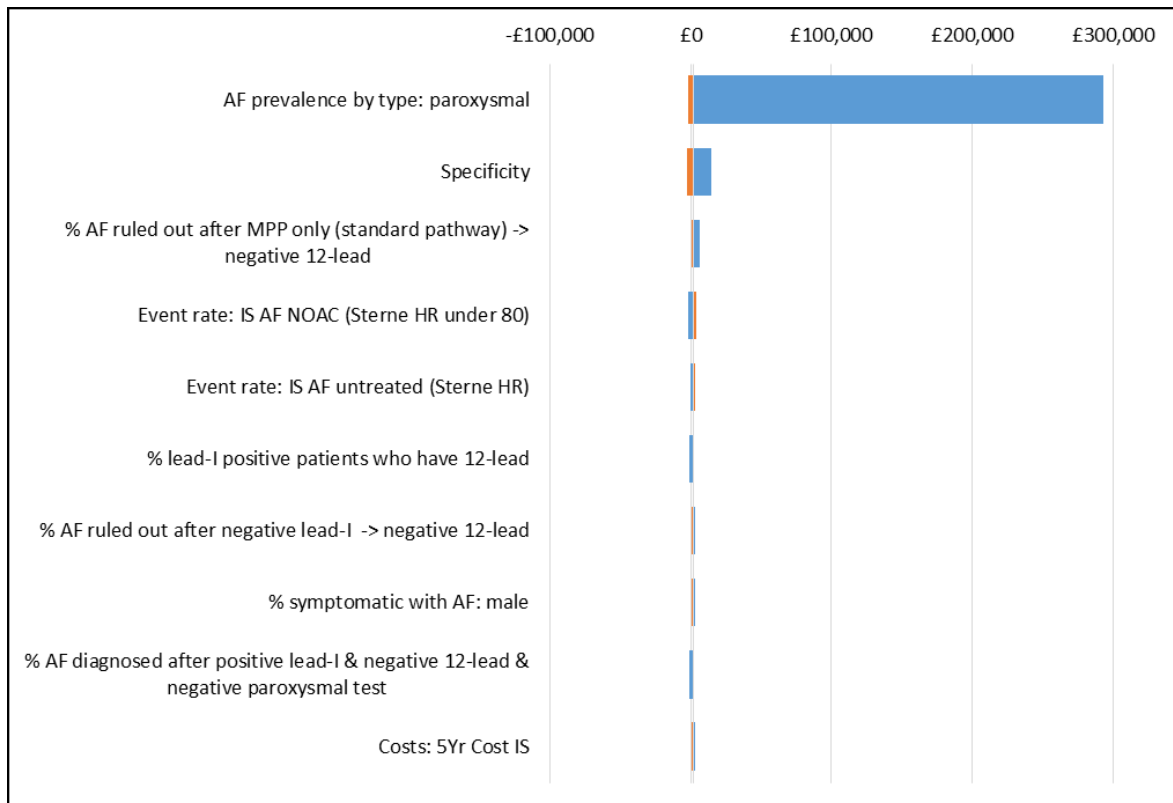 -£100,000 £0 £100,000 £200,000 £300,000
AF prevalence by type: paroxysmal
Specificity
% AF ruled out after MPP only (standard pathway) ->
negative 12-lead
Event rate: IS AF NOAC (Sterne HR under 80)
Event rate: IS AF untreated (Sterne HR)
% lead-I positive patients who have 12-lead
% AF ruled out after negative lead-I  -> negative 12-lead
% symptomatic with AF: male
% AF diagnosed after positive lead-I & negative 12-lead &
negative paroxysmal test
Costs: 5Yr Cost IS